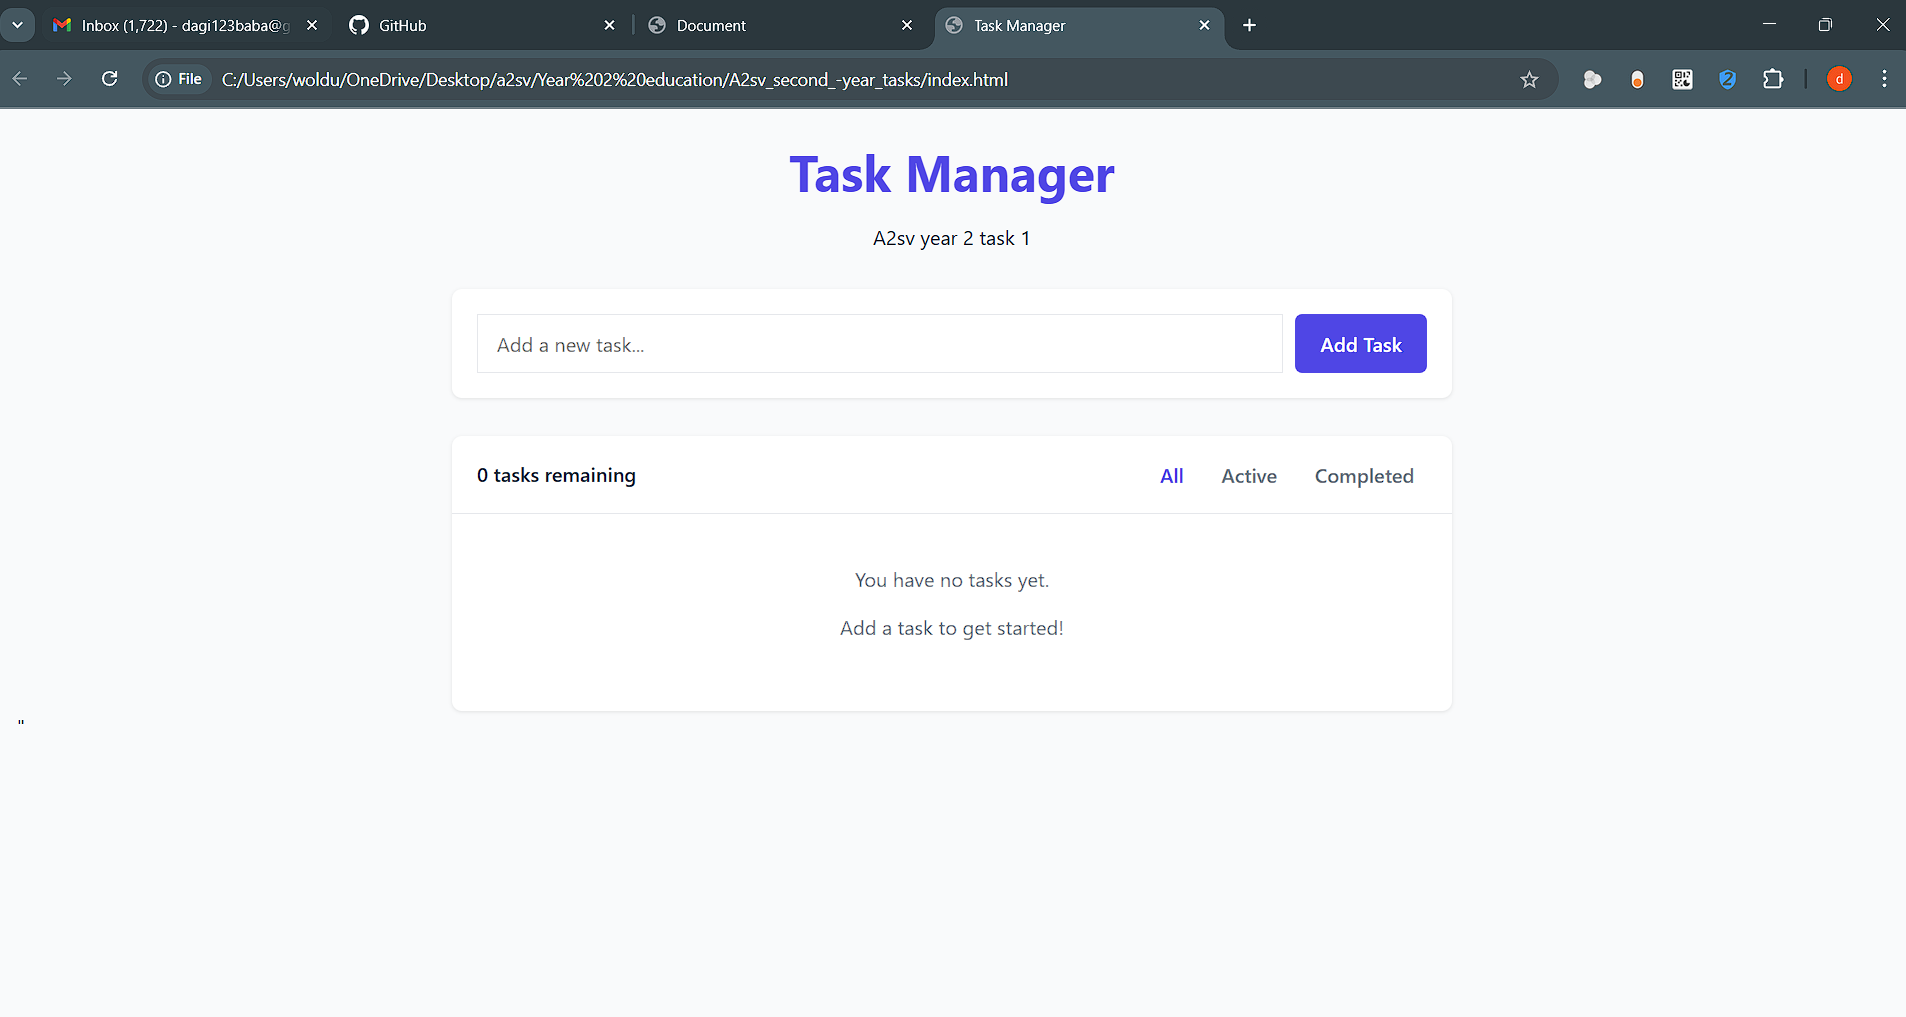 Inbox (1,722) - dagi123baba@g
GitHub
Document
Task Manager
File
C:/Users/woldu/OneDrive/Desktop/a2sv/Year%202%20education/A2sv_second_-year_tasks/index.html
2
d
Task Manager
A2sv year 2 task 1
Add a new task...
Add Task
0 tasks remaining
All
Active
Completed
You have no tasks yet.
Add a task to get started!
"